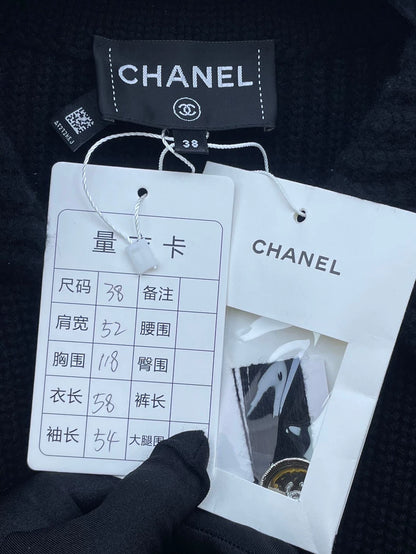 CHANEL
38
量衣卡
尺码 38 备注
肩宽 52 腰围
胸围 118 臀围
衣长 58 裤长
袖长 54 大腿围
CHANEL